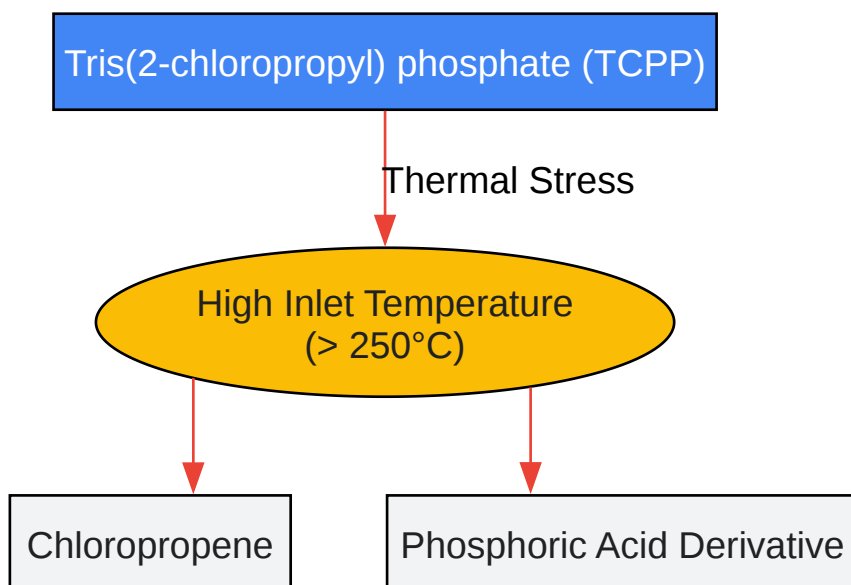 Tris(2-chloropropyl) phosphate (TCPP)
Thermal Stress
High Inlet Temperature
(> 250°C)
Chloropropene
Phosphoric Acid Derivative